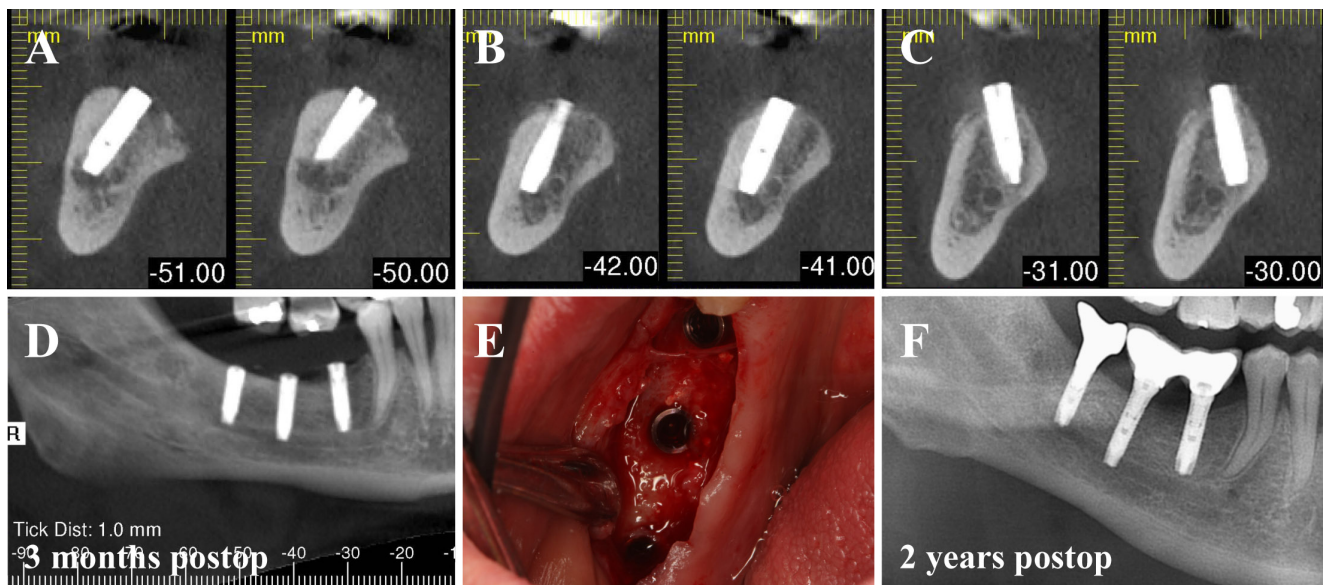 A
mm
mm
B
mm
mm
C
mm
mm
-51.00
-50.00
-42.00
-41.00
-31.00
-30.00
D
R
Tick Dist: 1.0 mm
-40 -30 -20
3 months postop
E
F
2 years postop